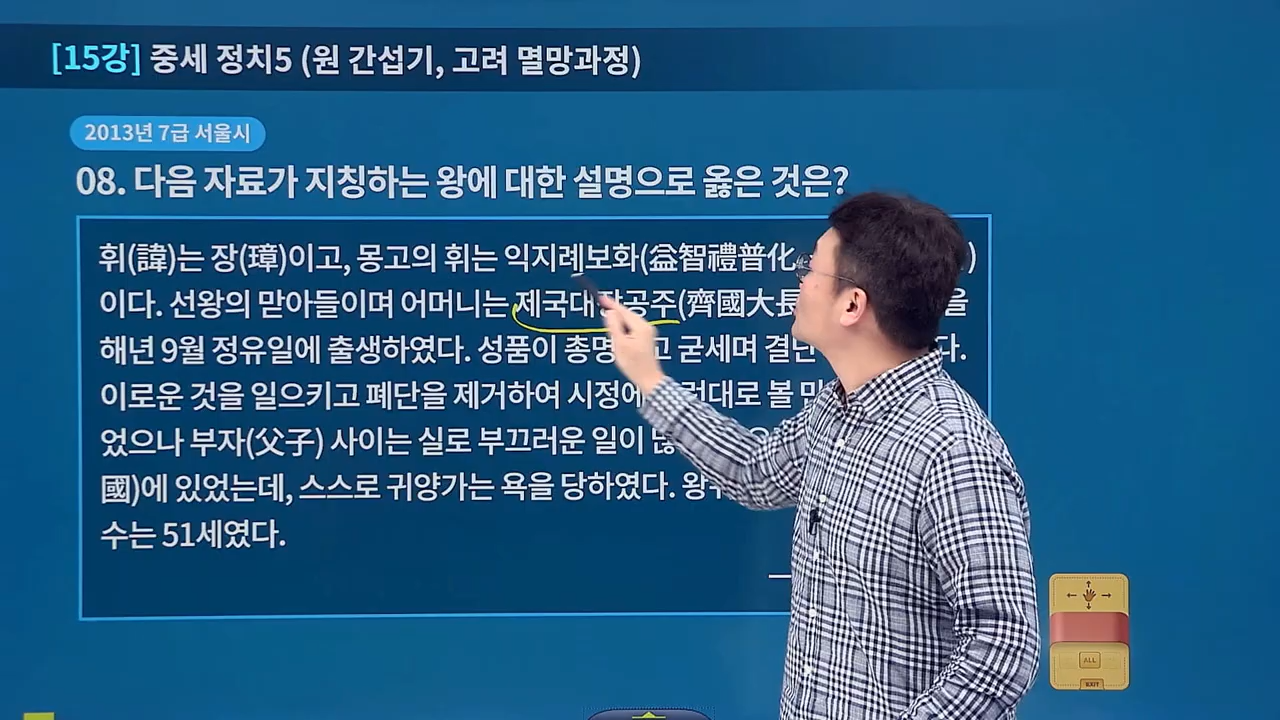 [15강] 중세 정치5 (원 간섭기, 고려 멸망과정)
2013년 7급 서울시
08. 다음 자료가 지칭하는 왕에 대한 설명으로 옳은 것은?
휘(諱)는 장(璋)이고, 몽고의 휘는 익지례보화(益智禮普化 )
이다. 선왕의 맏아들이며 어머니는 제국대장공주(齊國大長 을
해년 9월 정유일에 출생하였다. 성품이 총명 고 굳세며 결단 다.
이로운 것을 일으키고 폐단을 제거하여 시정에 런대로 볼
었으나 부자(父子) 사이는 실로 부끄러운 일이
國)에 있었는데, 스스로 귀양가는 욕을 당하였다.
수는 51세였다.
ALL
EXIT